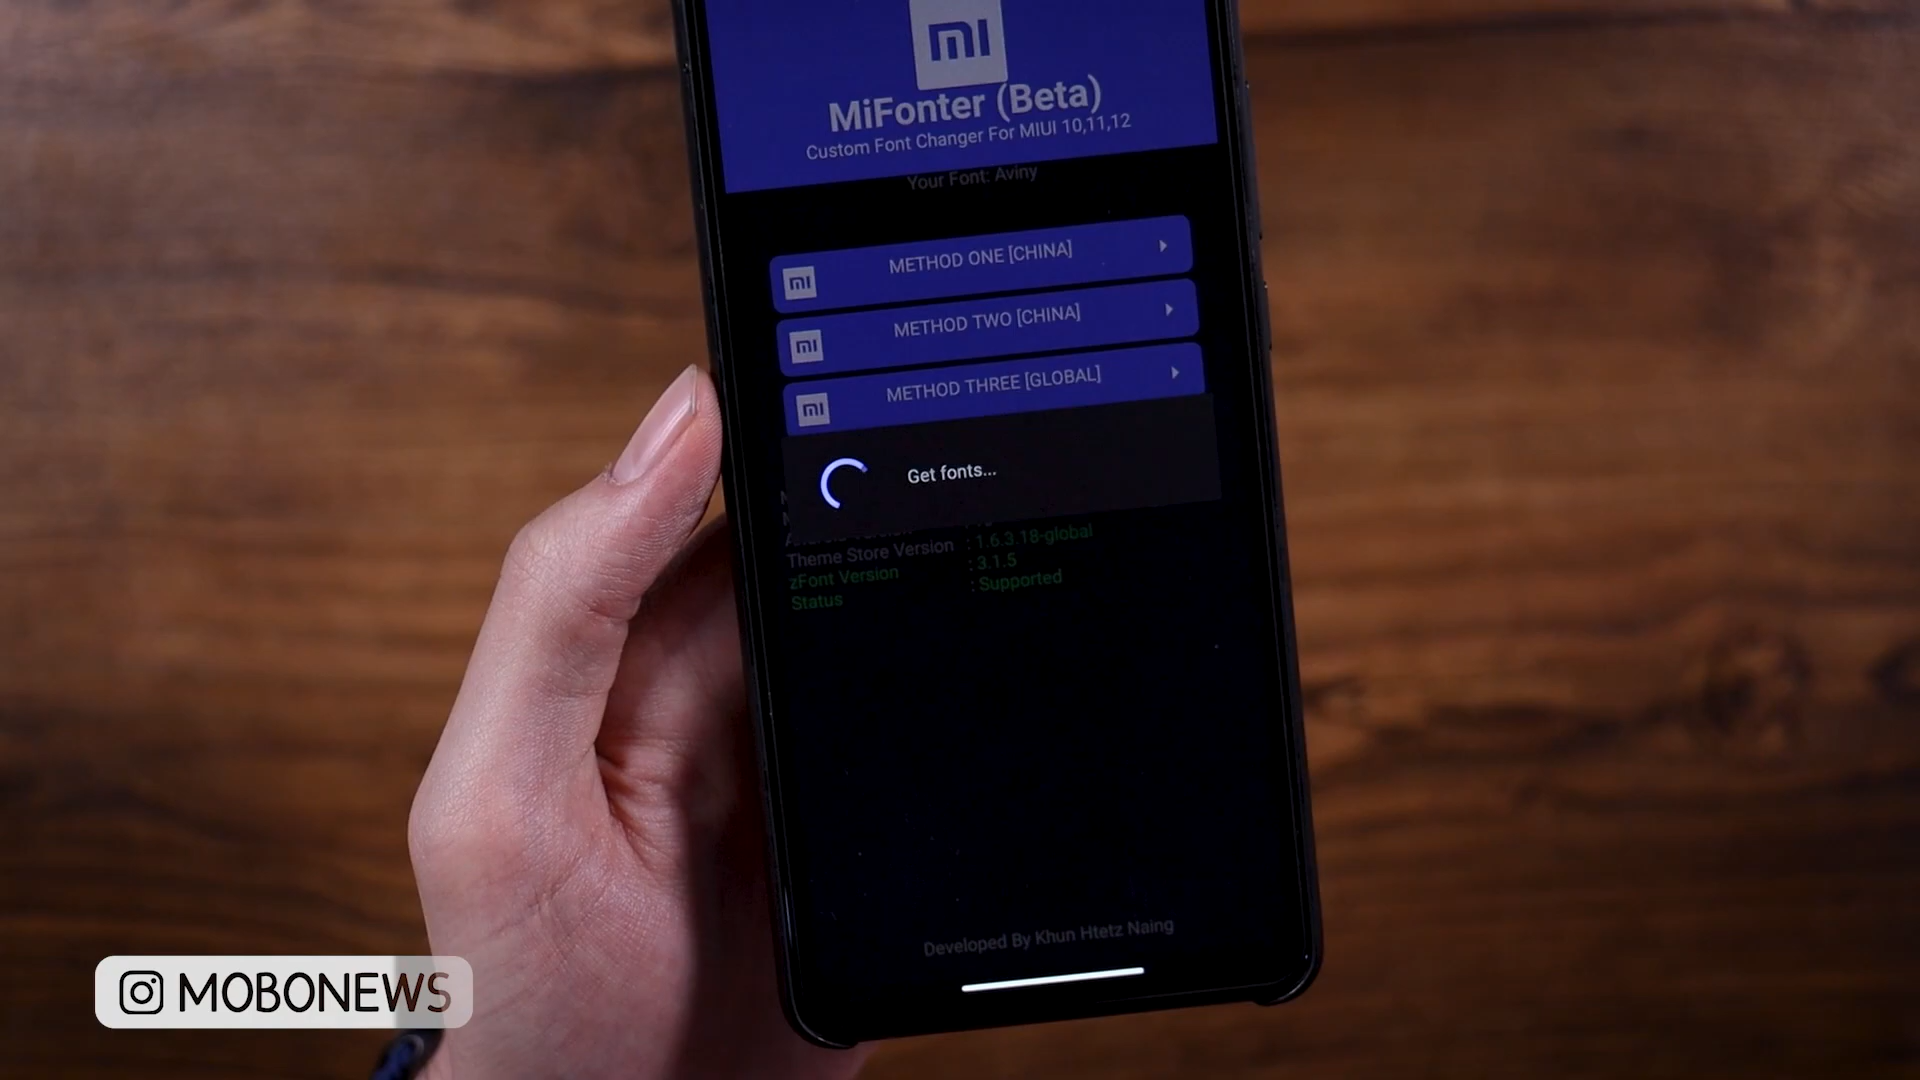 MiFonter (Beta)
Custom Font Changer For MIUI 10,11,12
Your Font: Aviny
METHOD ONE [CHINA]
METHOD TWO [CHINA]
METHOD THREE [GLOBAL]
Get fonts...
Theme Store Version : 1.6.3.18-global
zFont Version : 3.1.5
Status : Supported
Developed By Khun Htetz Naing
MOBONEWS